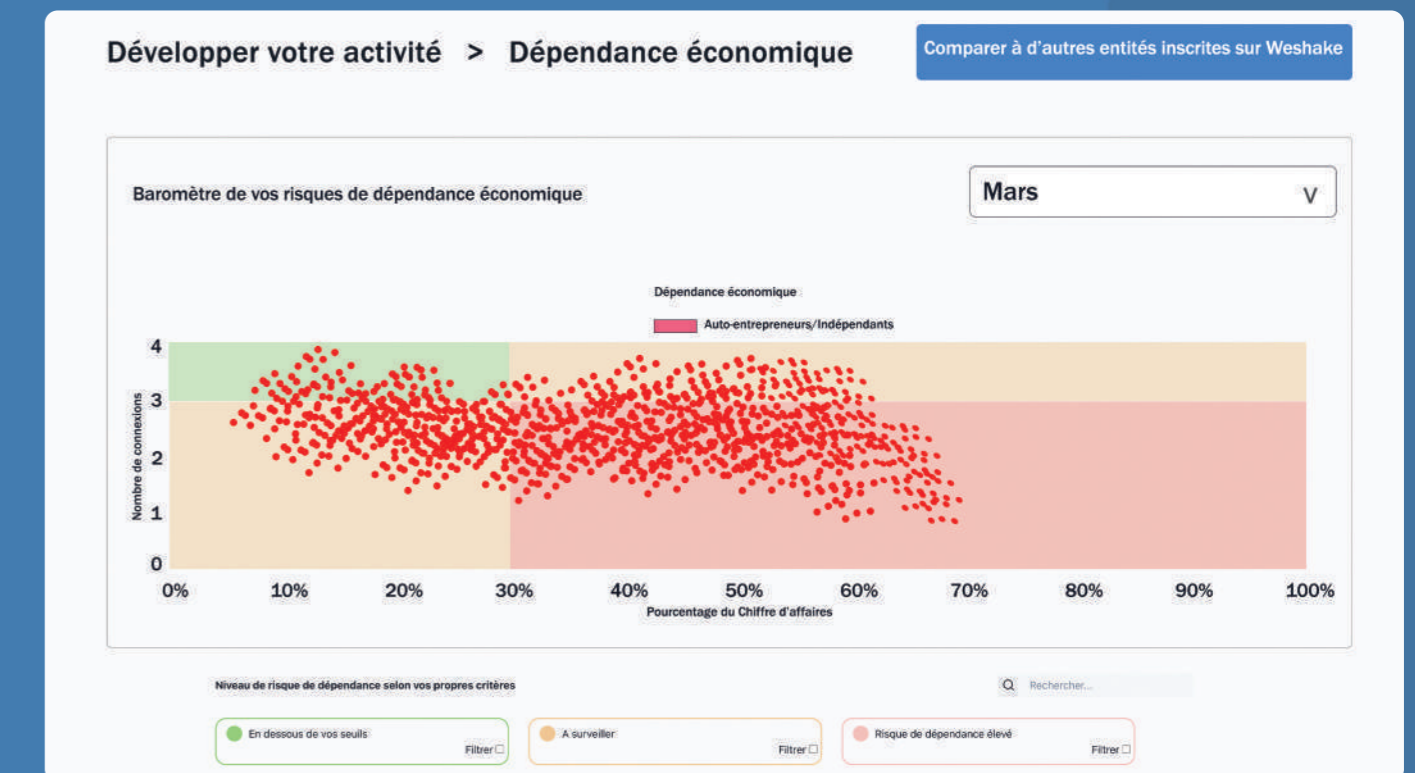 Développer votre activité > Dépendance économique
Comparer à d'autres entités inscrites sur Weshake
Baromètre de vos risques de dépendance économique
Mars V
Dépendance économique
Auto-entrepreneurs/Indépendants
4
3
2
1
0
Nombre de connexions
0% 10% 20% 30% 40% 50% 60% 70% 80% 90% 100%
Pourcentage du Chiffre d'affaires
Niveau de risque de dépendance selon vos propres critères
Rechercher...
En dessous de vos seuils
Filtrer
A surveiller
Filtrer
Risque de dépendance élevé
Filtrer